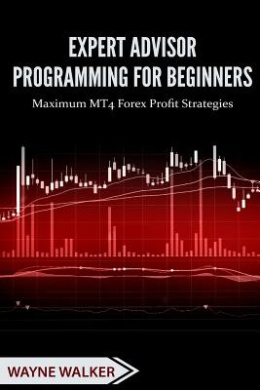 EXPERT ADVISOR
PROGRAMMING FOR BEGINNERS
Maximum MT4 Forex Profit Strategies
WAYNE WALKER